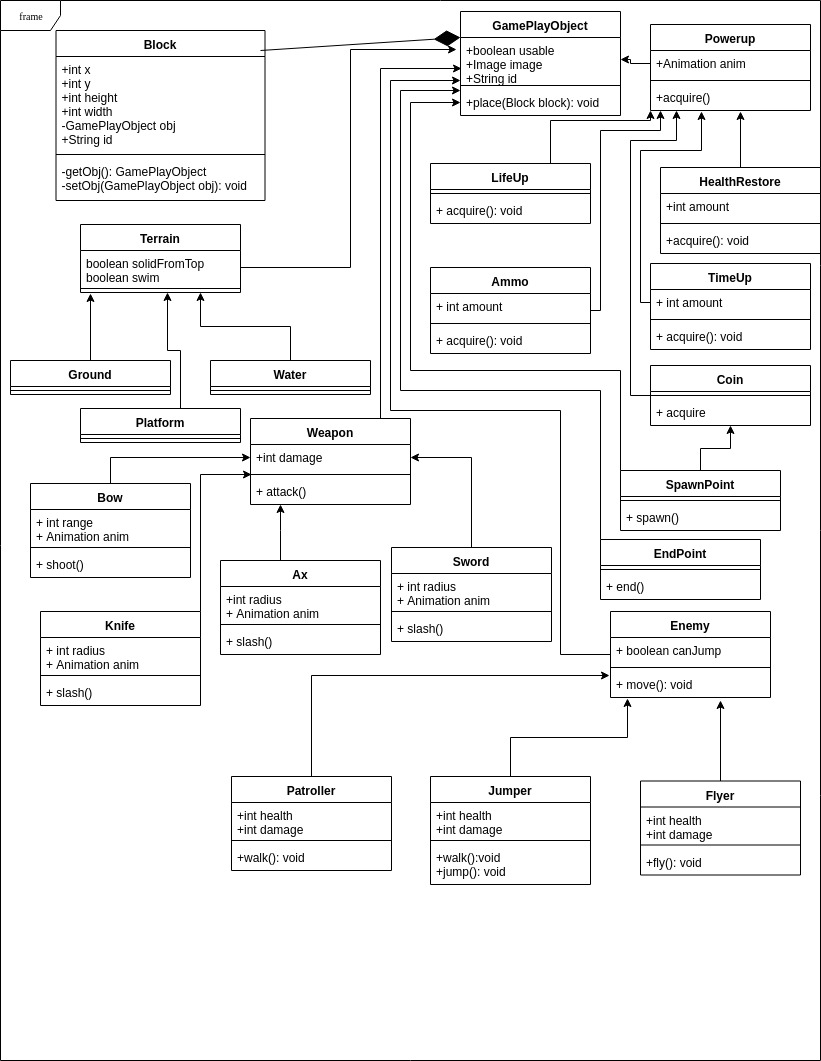 frame
Block
+int x
+int y
+int height
+int width
-GamePlayObject obj
+String id
-getObj(): GamePlayObject
-setObj(GamePlayObject obj): void
GamePlayObject
+boolean usable
+Image image
+String id
+place(Block block): void
Powerup
+Animation anim
+acquire()
LifeUp
+ acquire(): void
HealthRestore
+int amount
+acquire(): void
Terrain
boolean solidFromTop
boolean swim
Ammo
+ int amount
+ acquire(): void
TimeUp
+ int amount
+ acquire(): void
Ground
Water
Coin
+ acquire
Platform
Weapon
+int damage
+ attack()
Bow
+ int range
+ Animation anim
+ shoot()
SpawnPoint
+ spawn()
Ax
+int radius
+ Animation anim
+ slash()
Sword
+ int radius
+ Animation anim
+ slash()
EndPoint
+ end()
Knife
+ int radius
+ Animation anim
+ slash()
Enemy
+ boolean canJump
+ move(): void
Patroller
+int health
+int damage
+walk(): void
Jumper
+int health
+int damage
+walk():void
+jump(): void
Flyer
+int health
+int damage
+fly(): void